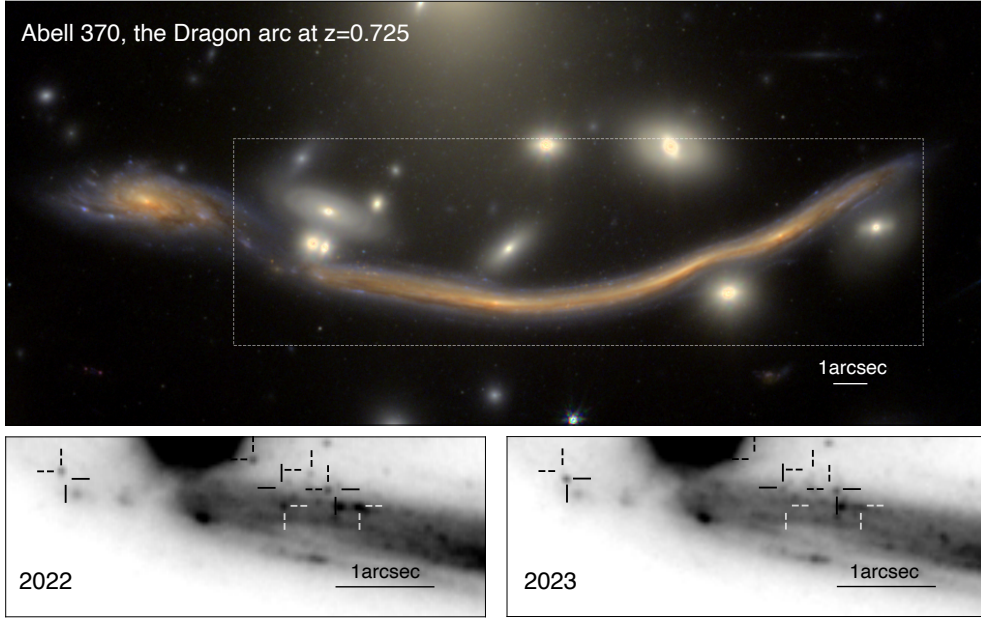 Abell 370, the Dragon arc at z=0.725
1arcsec
1arcsec
2022
1arcsec
2023